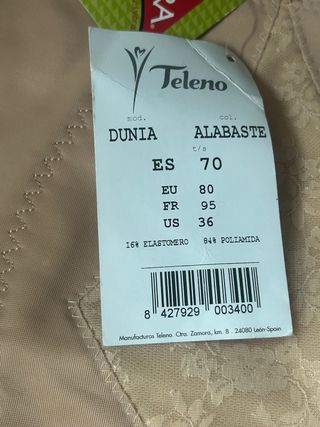 RA
Teleno
mod. col.
DUNIA ALABASTE
t/s
ES 70
EU 80
FR 95
US 36
16% ELASTOMERO 84% POLIAMIDA
8 427929 003400
Manufacturas Teleno. Ctra. Zamora, km. 8 . 24080 León-Spain